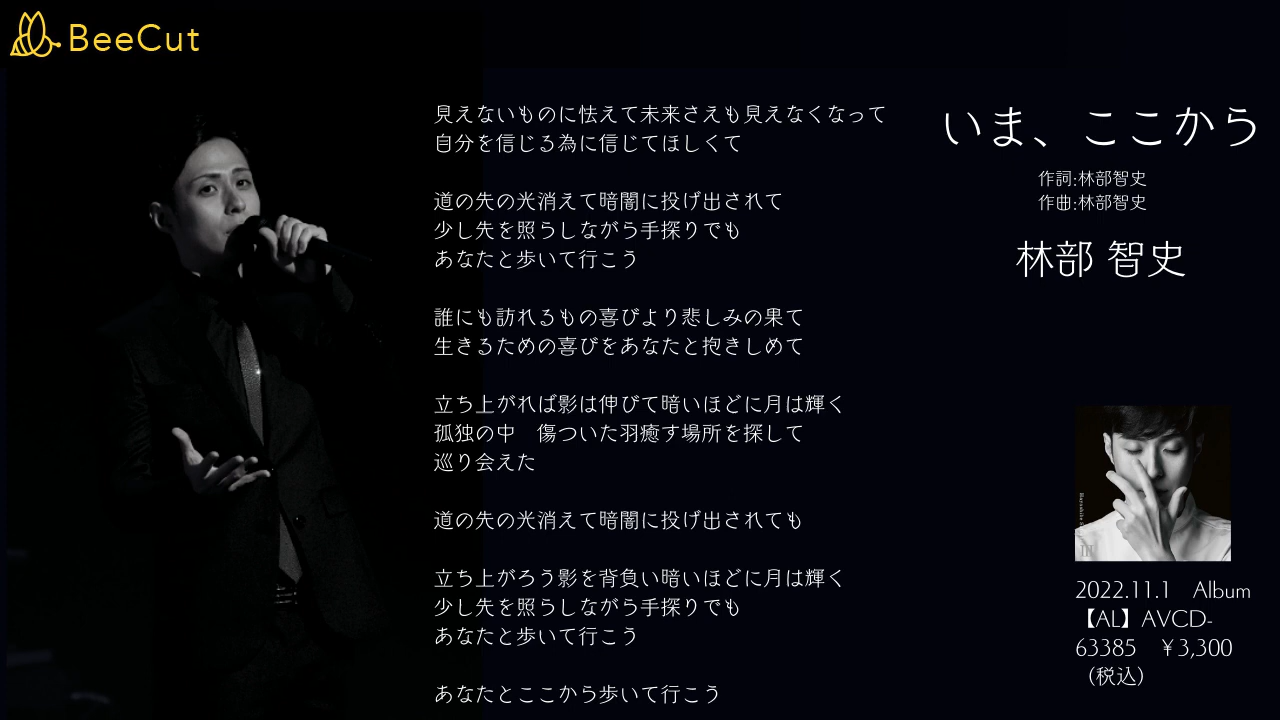 BeeCut
見えないものに怯えて未来さえも見えなくなって
自分を信じる為に信じてほしくて
道の先の光消えて暗闇に投げ出されて
少し先を照らしながら手探りでも
あなたと歩いて行こう
誰にも訪れるもの喜びより悲しみの果て
生きるための喜びをあなたと抱きしめて
立ち上がれば影は伸びて暗いほどに月は輝く
孤独の中　傷ついた羽癒す場所を探して
巡り会えた
道の先の光消えて暗闇に投げ出されても
立ち上がろう影を背負い暗いほどに月は輝く
少し先を照らしながら手探りでも
あなたと歩いて行こう
あなたとここから歩いて行こう
いま、ここから
作詞:林部智史
作曲:林部智史
林部 智史
III
2022.11.1　Album
【AL】AVCD-
63385　￥3,300
（税込）